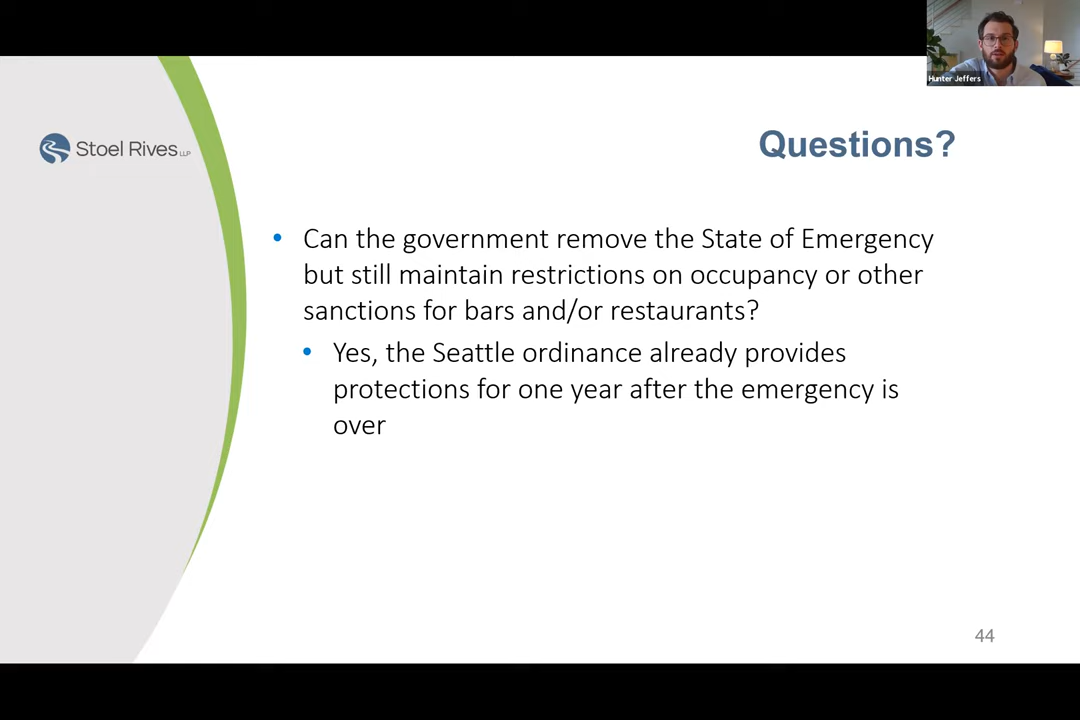 Hunter Jeffers
Stoel Rives LLP
Questions?
• Can the government remove the State of Emergency
but still maintain restrictions on occupancy or other
sanctions for bars and/or restaurants?
• Yes, the Seattle ordinance already provides
protections for one year after the emergency is
over
44